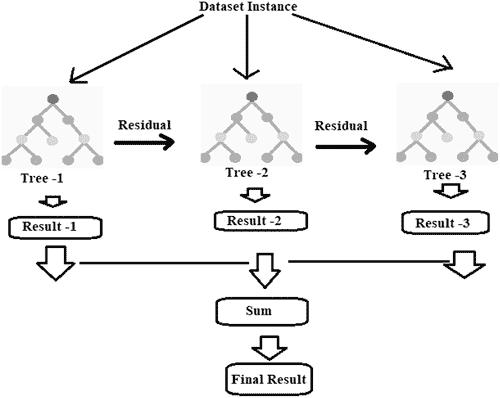 Dataset Instance
Residual
Residual
Tree -1
Tree -2
Tree -3
Result -1
Result -2
Result -3
Sum
Final Result